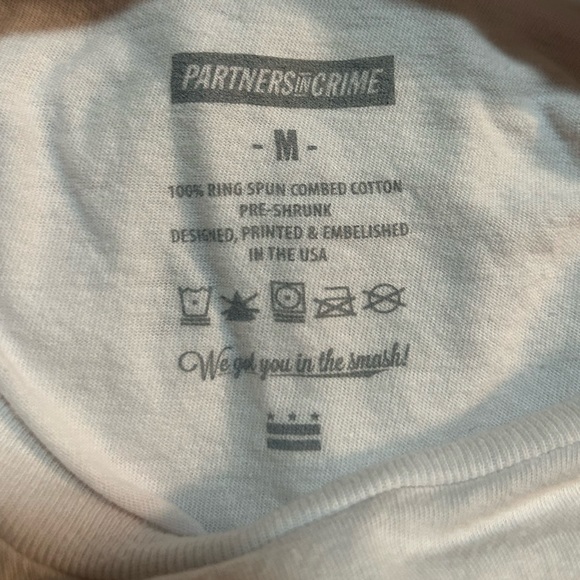 PARTNERS IN CRIME
- M -
100% RING SPUN COMBED COTTON
PRE-SHRUNK
DESIGNED, PRINTED & EMBELISHED
IN THE USA
We got you in the smash!